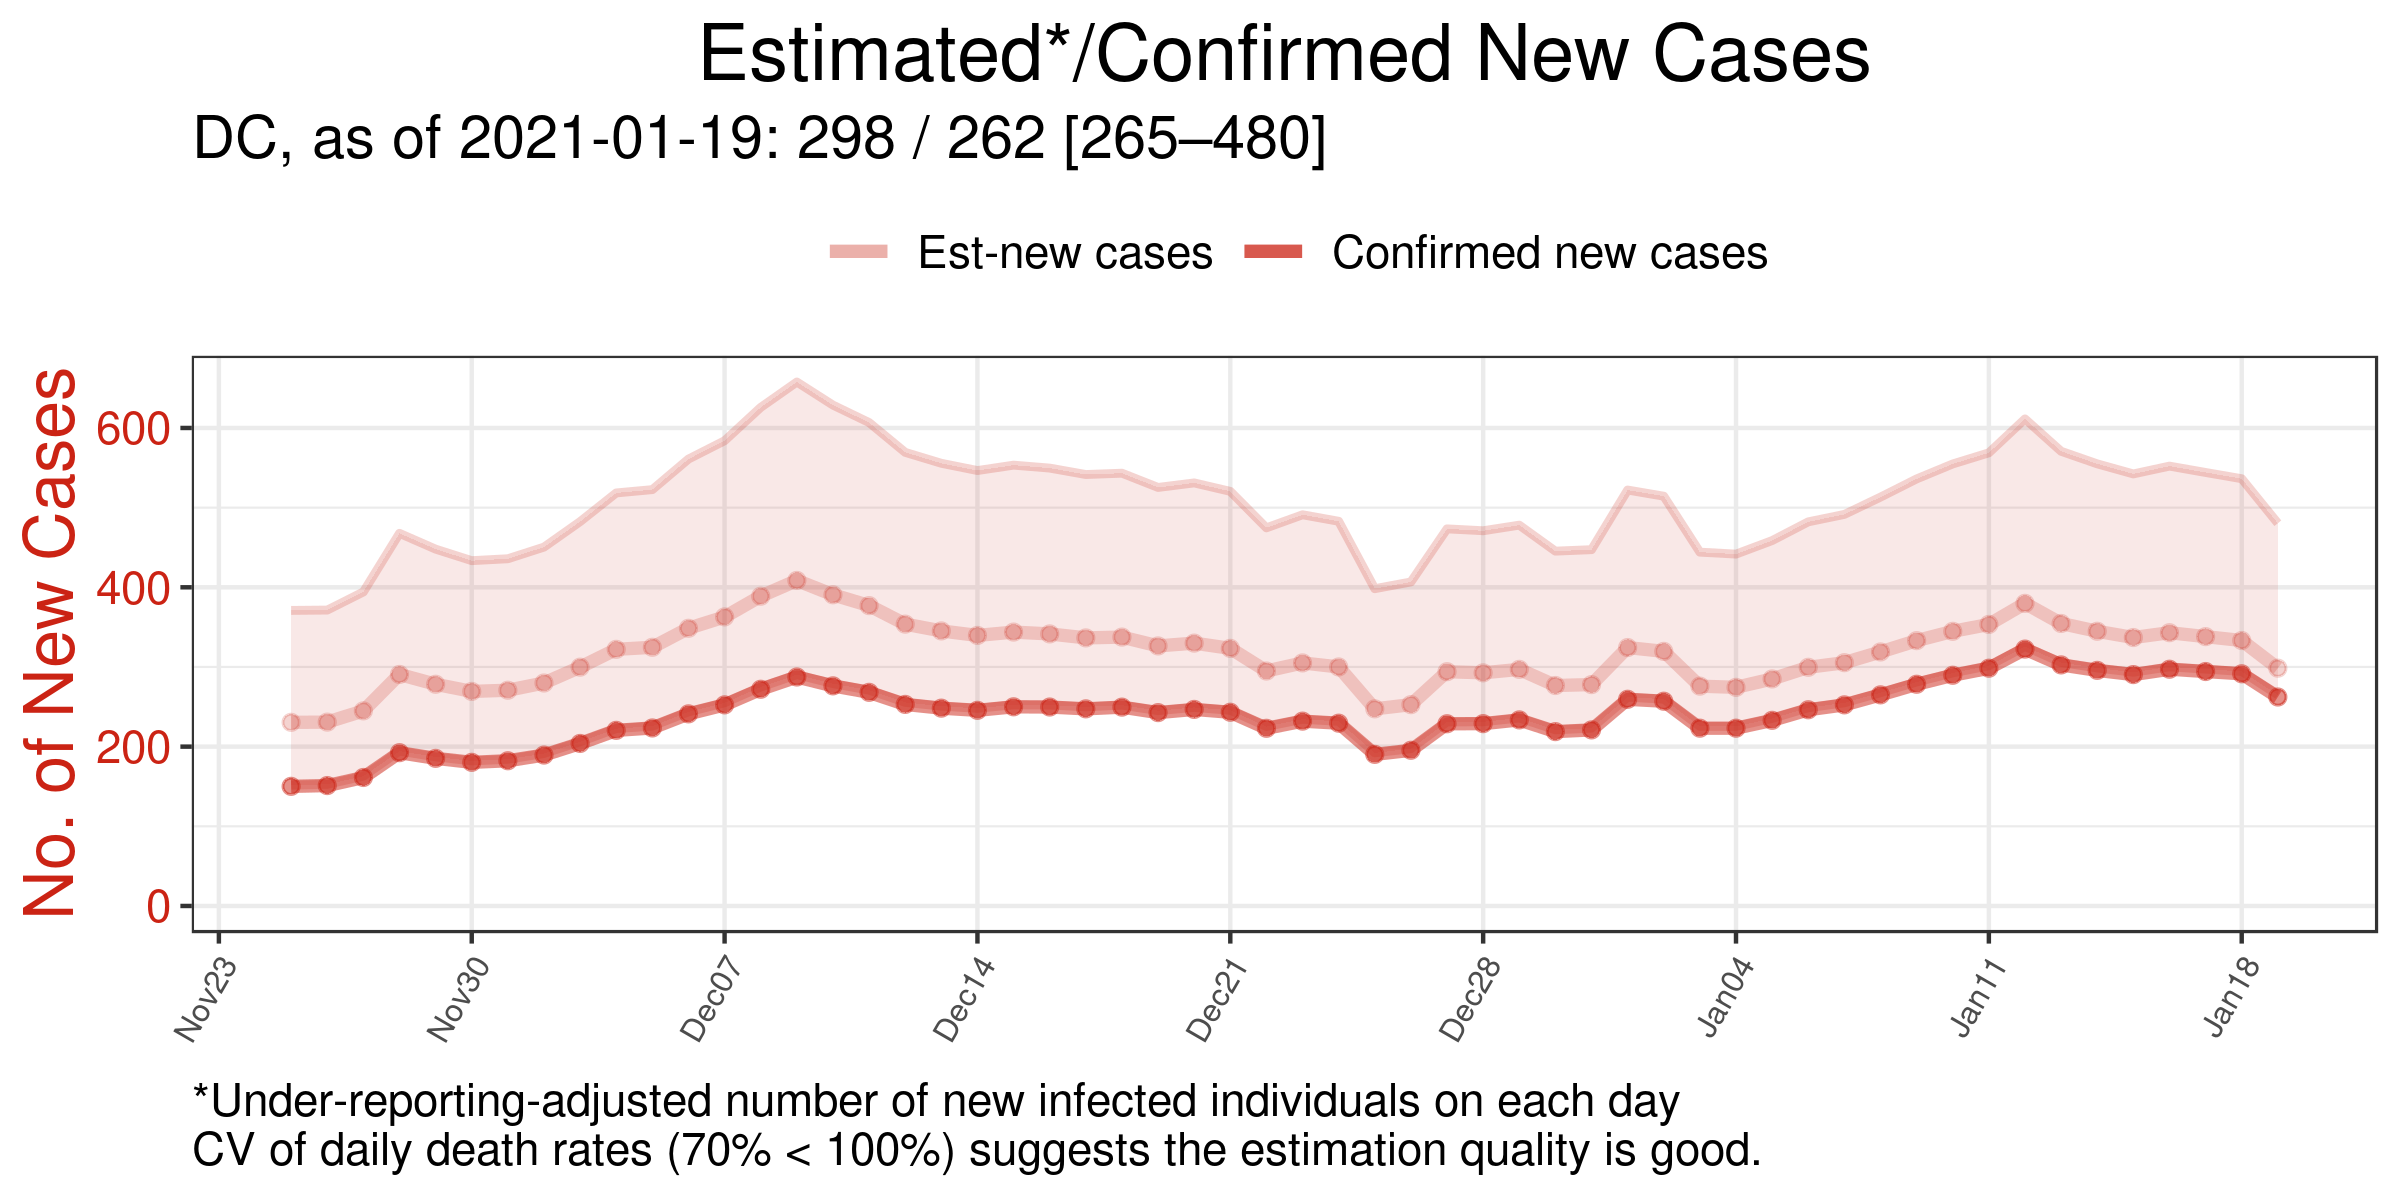 Estimated*/Confirmed New Cases
DC, as of 2021-01-19: 298 / 262 [265–480]
Est-new cases Confirmed new cases
No. of New Cases
600
400
200
0
Nov23 Nov30 Dec07 Dec14 Dec21 Dec28 Jan04 Jan11 Jan18
*Under-reporting-adjusted number of new infected individuals on each day
CV of daily death rates (70% < 100%) suggests the estimation quality is good.